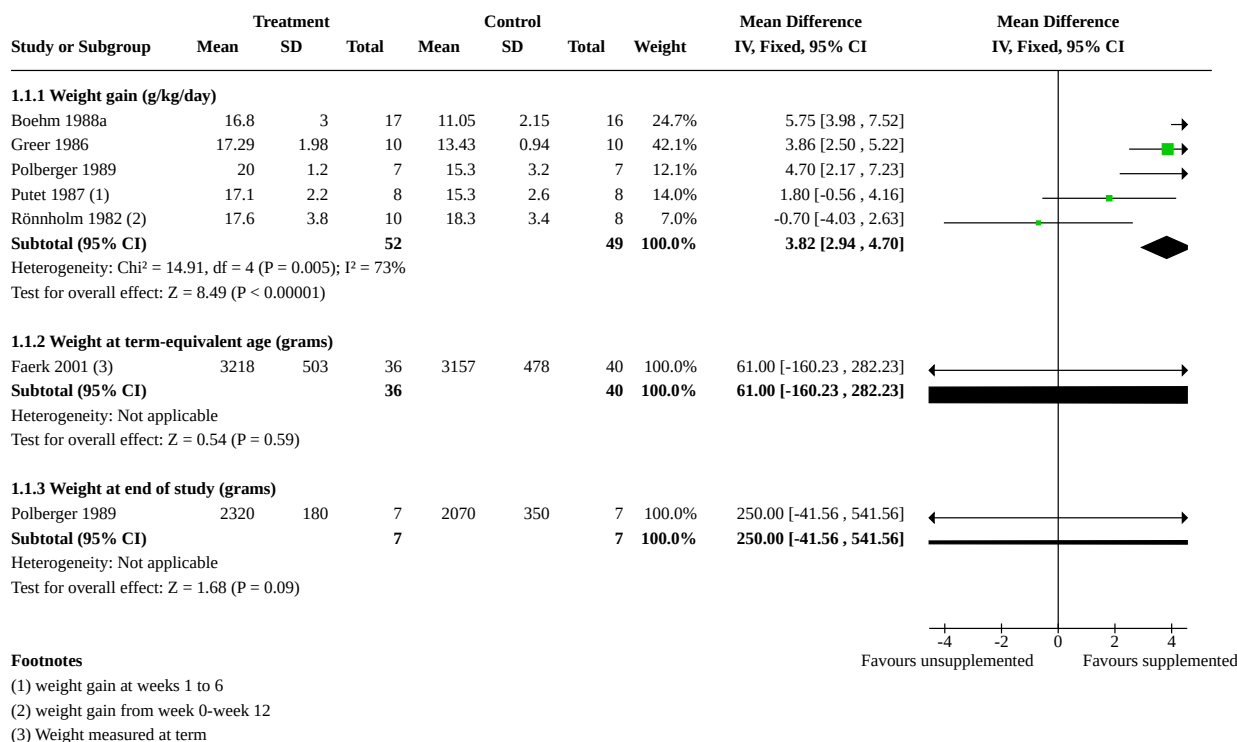 Treatment Control Mean Difference Mean Difference
Study or Subgroup Mean SD Total Mean SD Total Weight IV, Fixed, 95% CI IV, Fixed, 95% CI
1.1.1 Weight gain (g/kg/day)
Boehm 1988a 16.8 3 17 11.05 2.15 16 24.7% 5.75 [3.98 , 7.52]
Greer 1986 17.29 1.98 10 13.43 0.94 10 42.1% 3.86 [2.50 , 5.22]
Polberger 1989 20 1.2 7 15.3 3.2 7 12.1% 4.70 [2.17 , 7.23]
Putet 1987 (1) 17.1 2.2 8 15.3 2.6 8 14.0% 1.80 [-0.56 , 4.16]
Rönnholm 1982 (2) 17.6 3.8 10 18.3 3.4 8 7.0% -0.70 [-4.03 , 2.63]
Subtotal (95% CI) 52 49 100.0% 3.82 [2.94 , 4.70]
Heterogeneity: Chi² = 14.91, df = 4 (P = 0.005); I² = 73%
Test for overall effect: Z = 8.49 (P < 0.00001)
1.1.2 Weight at term-equivalent age (grams)
Faerk 2001 (3) 3218 503 36 3157 478 40 100.0% 61.00 [-160.23 , 282.23]
Subtotal (95% CI) 36 40 100.0% 61.00 [-160.23 , 282.23]
Heterogeneity: Not applicable
Test for overall effect: Z = 0.54 (P = 0.59)
1.1.3 Weight at end of study (grams)
Polberger 1989 2320 180 7 2070 350 7 100.0% 250.00 [-41.56 , 541.56]
Subtotal (95% CI) 7 7 100.0% 250.00 [-41.56 , 541.56]
Heterogeneity: Not applicable
Test for overall effect: Z = 1.68 (P = 0.09)
-4 -2 0 2 4
Favours unsupplemented Favours supplemented
Footnotes
(1) weight gain at weeks 1 to 6
(2) weight gain from week 0-week 12
(3) Weight measured at term